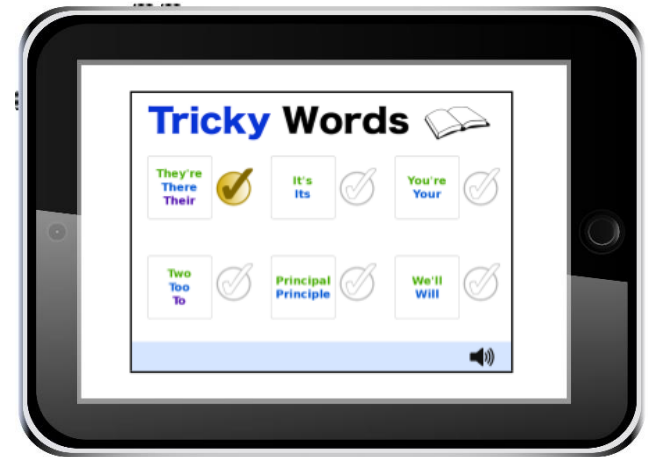 Tricky Words
They're
There
Their
It's
Its
You're
Your
Two
Too
To
Principal
Principle
We'll
Will